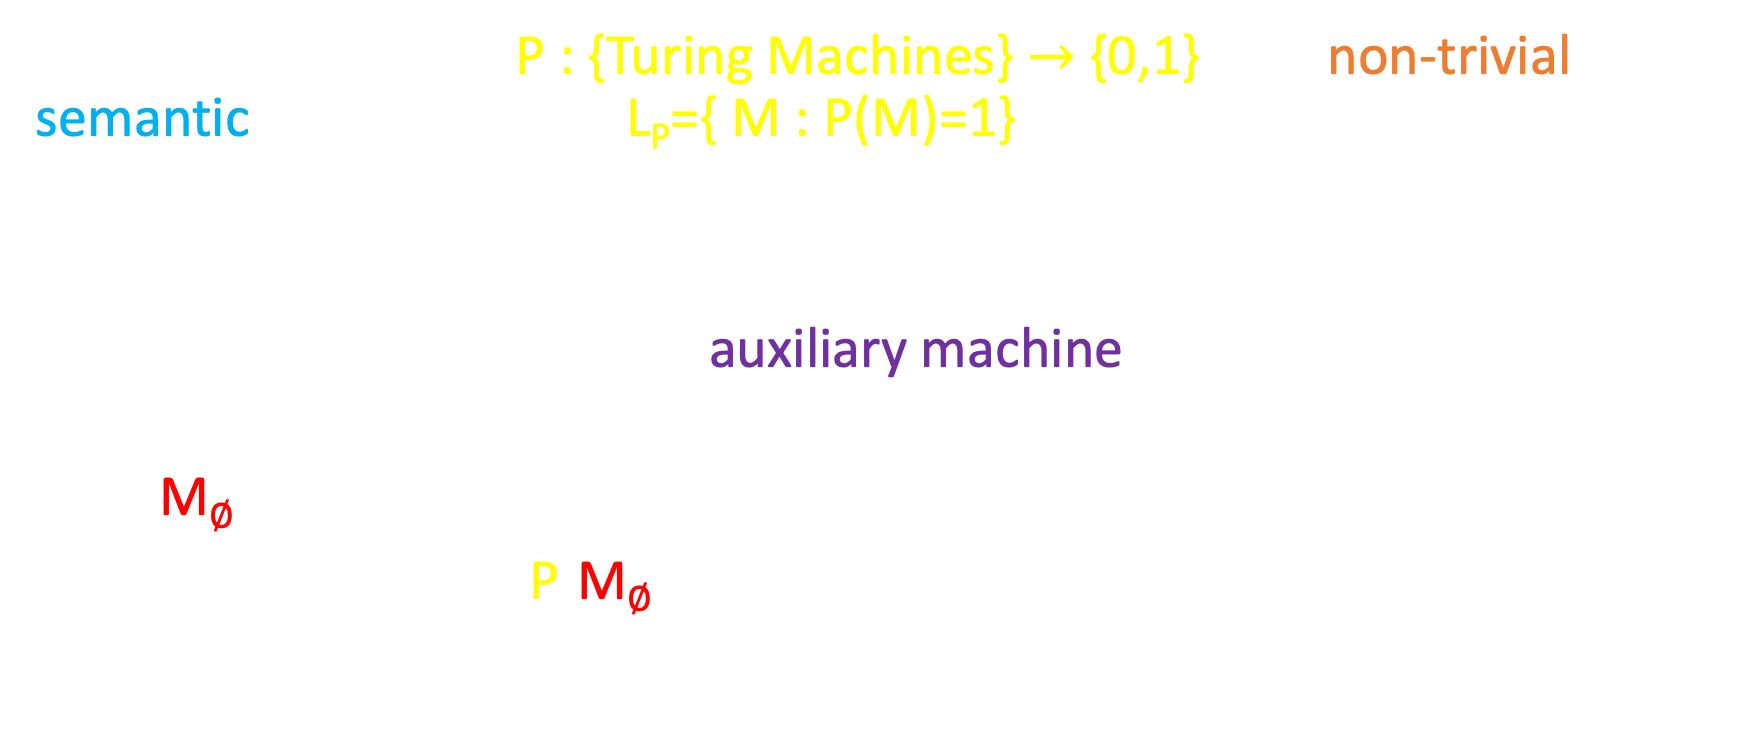 P : {Turing Machines} → {0,1} non-trivial
semantic L_P={ M : P(M)=1}
auxiliary machine
M_∅
P M_∅